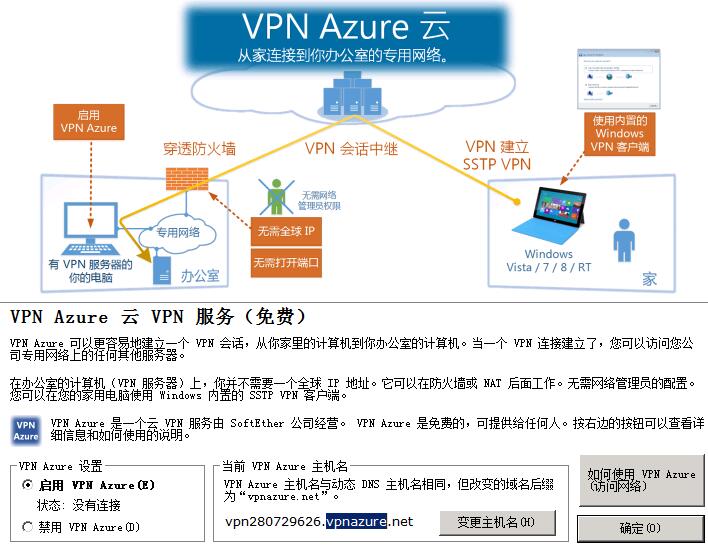 VPN Azure 云
从家连接到你办公室的专用网络。
启用
VPN Azure
穿透防火墙
VPN 会话中继
VPN 建立
SSTP VPN
使用内置的
Windows
VPN 客户端
无需网络
管理员权限
专用网络
无需全球 IP
无需打开端口
有 VPN 服务器的
你的电脑
办公室
Windows
Vista / 7 / 8 / RT
家
VPN Azure 云 VPN 服务（免费）
VPN Azure 可以更容易地建立一个 VPN 会话，从你家里的计算机到你办公室的计算机。当一个 VPN 连接建立了，您可以访问您公
司专用网络上的任何其他服务器。
在办公室的计算机（VPN 服务器）上，你并不需要一个全球 IP 地址。它可以在防火墙或 NAT 后面工作。无需网络管理员的配置。
您可以在您的家用电脑使用 Windows 内置的 SSTP VPN 客户端。
VPN
Azure
VPN Azure 是一个云 VPN 服务由 SoftEther 公司经营。 VPN Azure 是免费的，可提供给任何人。按右边的按钮可以查看详
细信息和如何使用的说明。
VPN Azure 设置
启用 VPN Azure(E)
状态: 没有连接
禁用 VPN Azure(D)
当前 VPN Azure 主机名
VPN Azure 主机名与动态 DNS 主机名相同，但改变的域名后缀
为“vpnazure.net”。
vpn280729626.vpnazure.net
变更主机名(H)
如何使用 VPN Azure
(访问网络)
确定(O)